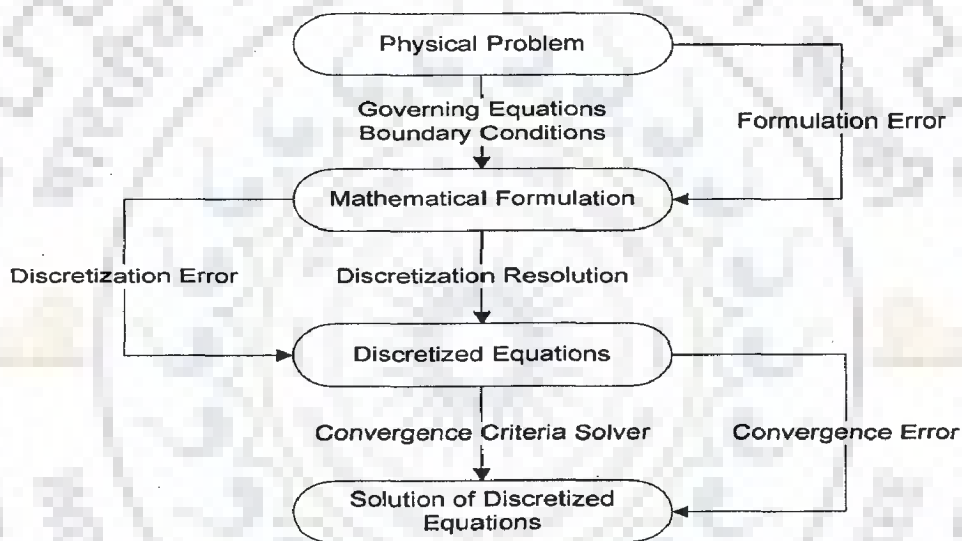 Physical Problem
Governing Equations
Boundary Conditions
Formulation Error
Mathematical Formulation
Discretization Error
Discretization Resolution
Discretized Equations
Convergence Criteria Solver
Convergence Error
Solution of Discretized
Equations